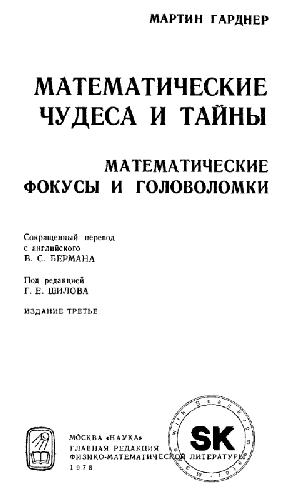 МАРТИН ГАРДНЕР
МАТЕМАТИЧЕСКИЕ
ЧУДЕСА И ТАЙНЫ
МАТЕМАТИЧЕСКИЕ
ФОКУСЫ И ГОЛОВОЛОМКИ
Сокращенный перевод
с английского
В. С. БЕРМАНА
Под редакцией
Г. Е. ШИЛОВА
ИЗДАНИЕ ТРЕТЬЕ
МОСКВА «НАУКА»
ГЛАВНАЯ РЕДАКЦИЯ
ФИЗИКО-МАТЕМАТИЧЕСКОЙ ЛИТЕРАТУРЫ
1978
SK